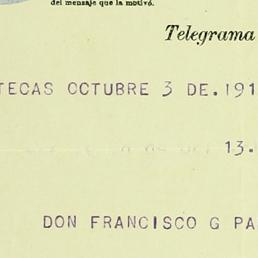 del mensaje que la motivó.
Telegrama
TECAS OCTUBRE 3 DE. 191
13.
DON FRANCISCO G PA